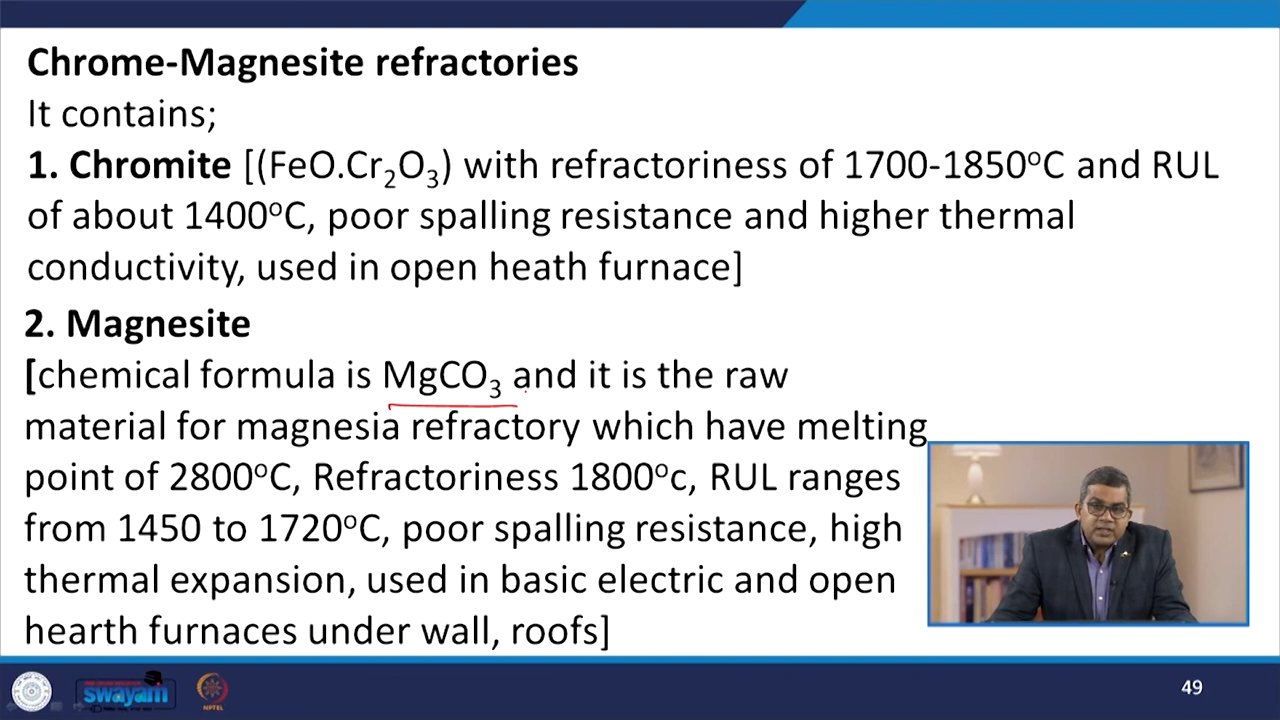 Chrome-Magnesite refractories
It contains;
1. Chromite [(FeO.Cr₂O₃) with refractoriness of 1700-1850ᵒC and RUL
of about 1400ᵒC, poor spalling resistance and higher thermal
conductivity, used in open heath furnace]
2. Magnesite
[chemical formula is MgCO₃ and it is the raw
material for magnesia refractory which have melting
point of 2800ᵒC, Refractoriness 1800ᵒc, RUL ranges
from 1450 to 1720ᵒC, poor spalling resistance, high
thermal expansion, used in basic electric and open
hearth furnaces under wall, roofs]
swayam
NPTEL
49